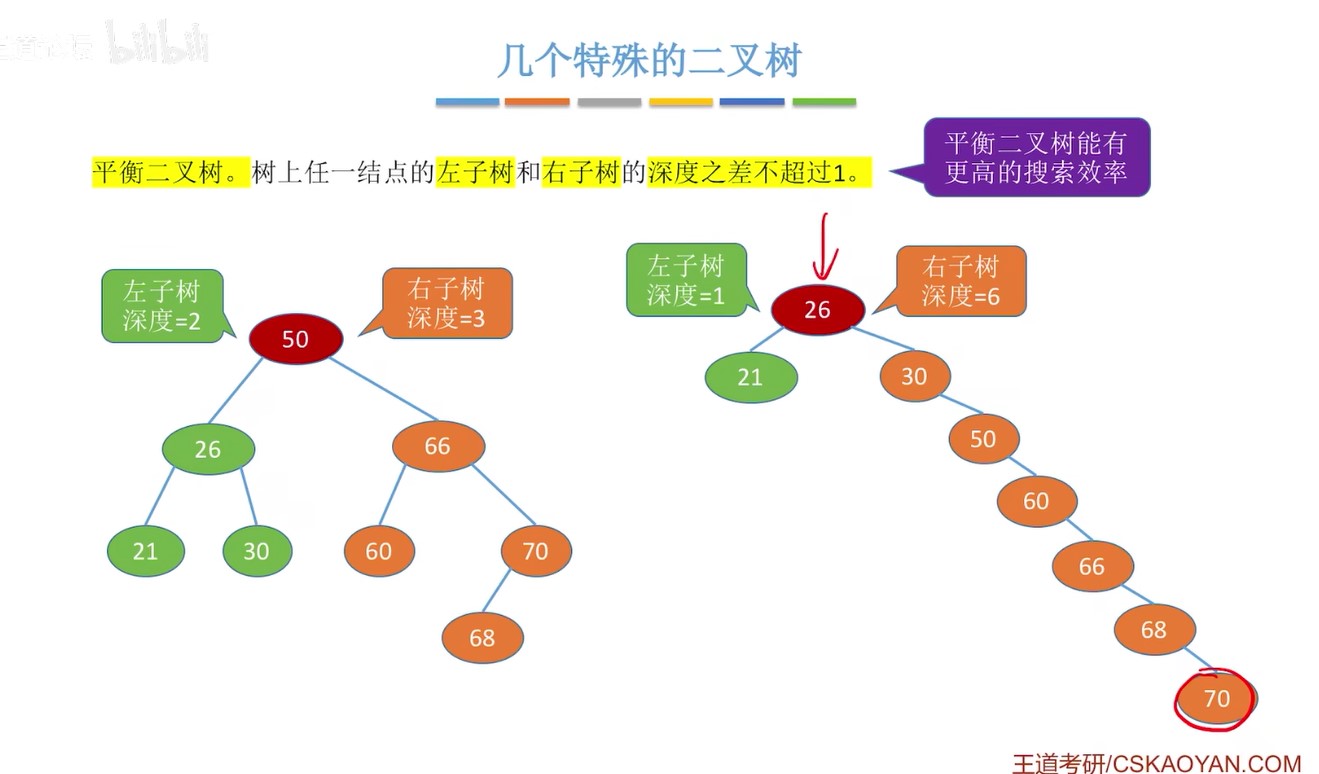 bilibili
几个特殊的二叉树
平衡二叉树。树上任一结点的左子树和右子树的深度之差不超过1。
平衡二叉树能有
更高的搜索效率
左子树
深度=2
右子树
深度=3
50
26
66
21
30
60
70
68
左子树
深度=1
右子树
深度=6
26
21
30
50
60
66
68
70
王道考研/CSKAOYAN.COM